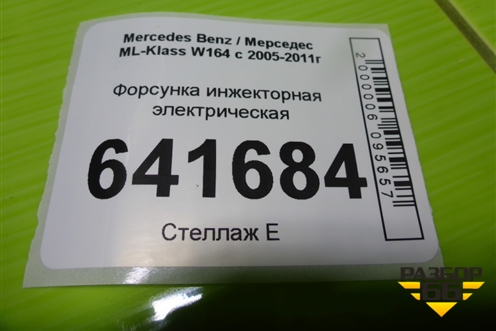 Mercedes Benz / Мерседес
ML-Klass W164 с 2005-2011г
Форсунка инжекторная
электрическая
641684
Стеллаж Е
2000006095657
РАЗБОР
66